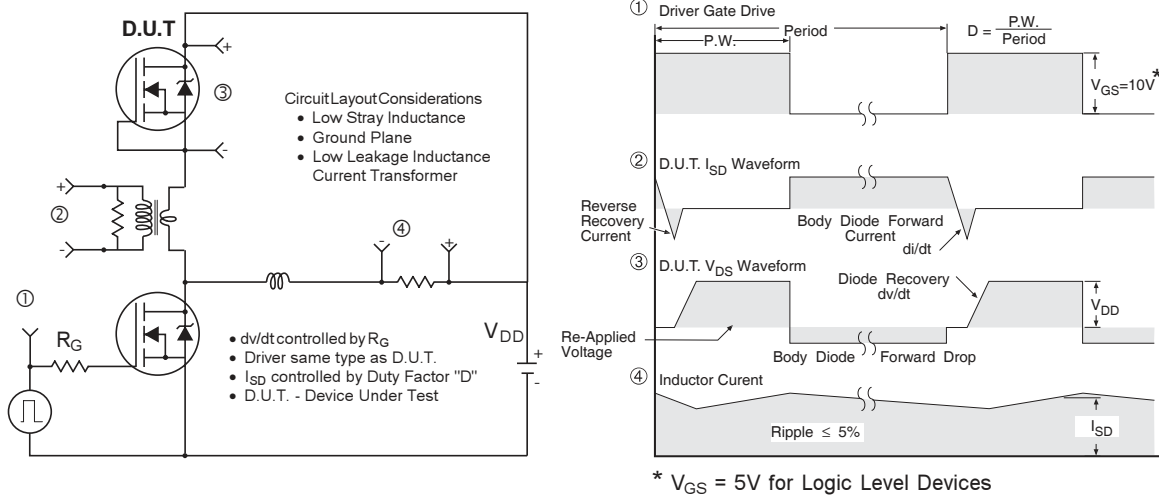 D.U.T
+
③
-
CircuitLayoutConsiderations
• Low Stray Inductance
• Ground Plane
• Low Leakage Inductance
Current Transformer
+
②
-
④
- +
①
R_G
• dv/dt controlled by R_G
• Driver same type as D.U.T.
• I_SD controlled by Duty Factor "D"
• D.U.T. - Device Under Test
V_DD
+
-
① Driver Gate Drive
P.W.
Period
D = P.W. / Period
V_GS=10V *
② D.U.T. I_SD Waveform
Reverse
Recovery
Current
Body Diode Forward
Current
di/dt
③ D.U.T. V_DS Waveform
Diode Recovery
dv/dt
V_DD
Re-Applied
Voltage
Body Diode Forward Drop
④ Inductor Curent
Ripple ≤ 5%
I_SD
* V_GS = 5V for Logic Level Devices